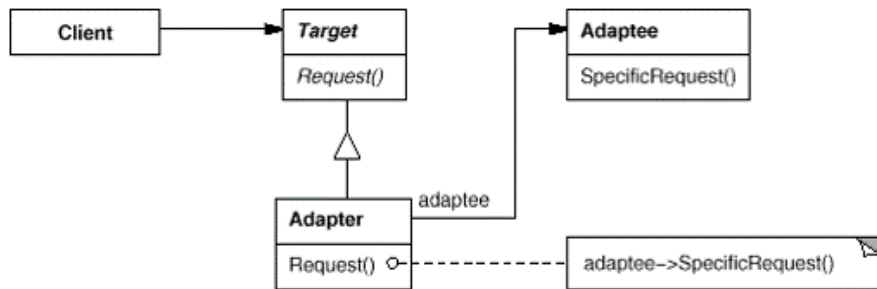 Client
Target
Request()
Adaptee
SpecificRequest()
adaptee
Adapter
Request()
adaptee->SpecificRequest()